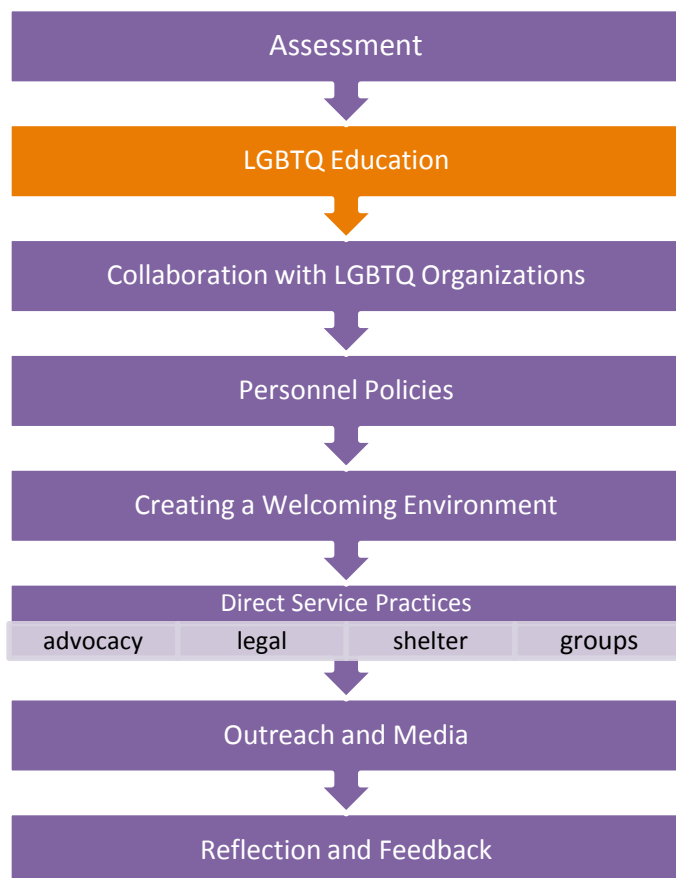 Assessment
LGBTQ Education
Collaboration with LGBTQ Organizations
Personnel Policies
Creating a Welcoming Environment
Direct Service Practices
advocacy legal shelter groups
Outreach and Media
Reflection and Feedback